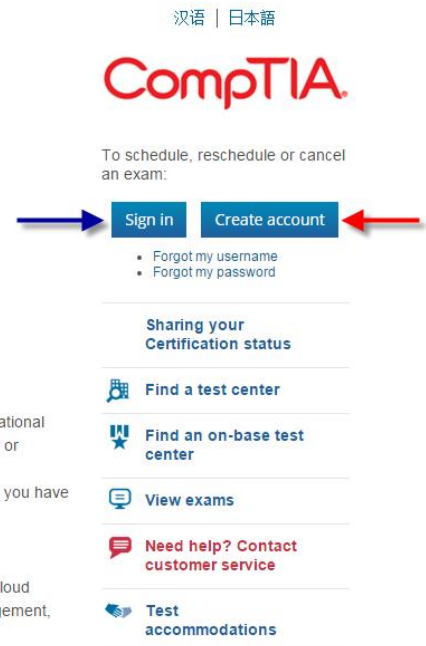 汉语 | 日本語
CompTIA.
To schedule, reschedule or cancel
an exam:
Sign in Create account
• Forgot my username
• Forgot my password
Sharing your
Certification status
Find a test center
ational
or
Find an on-base test
center
you have
View exams
Need help? Contact
customer service
loud
gement,
Test
accommodations